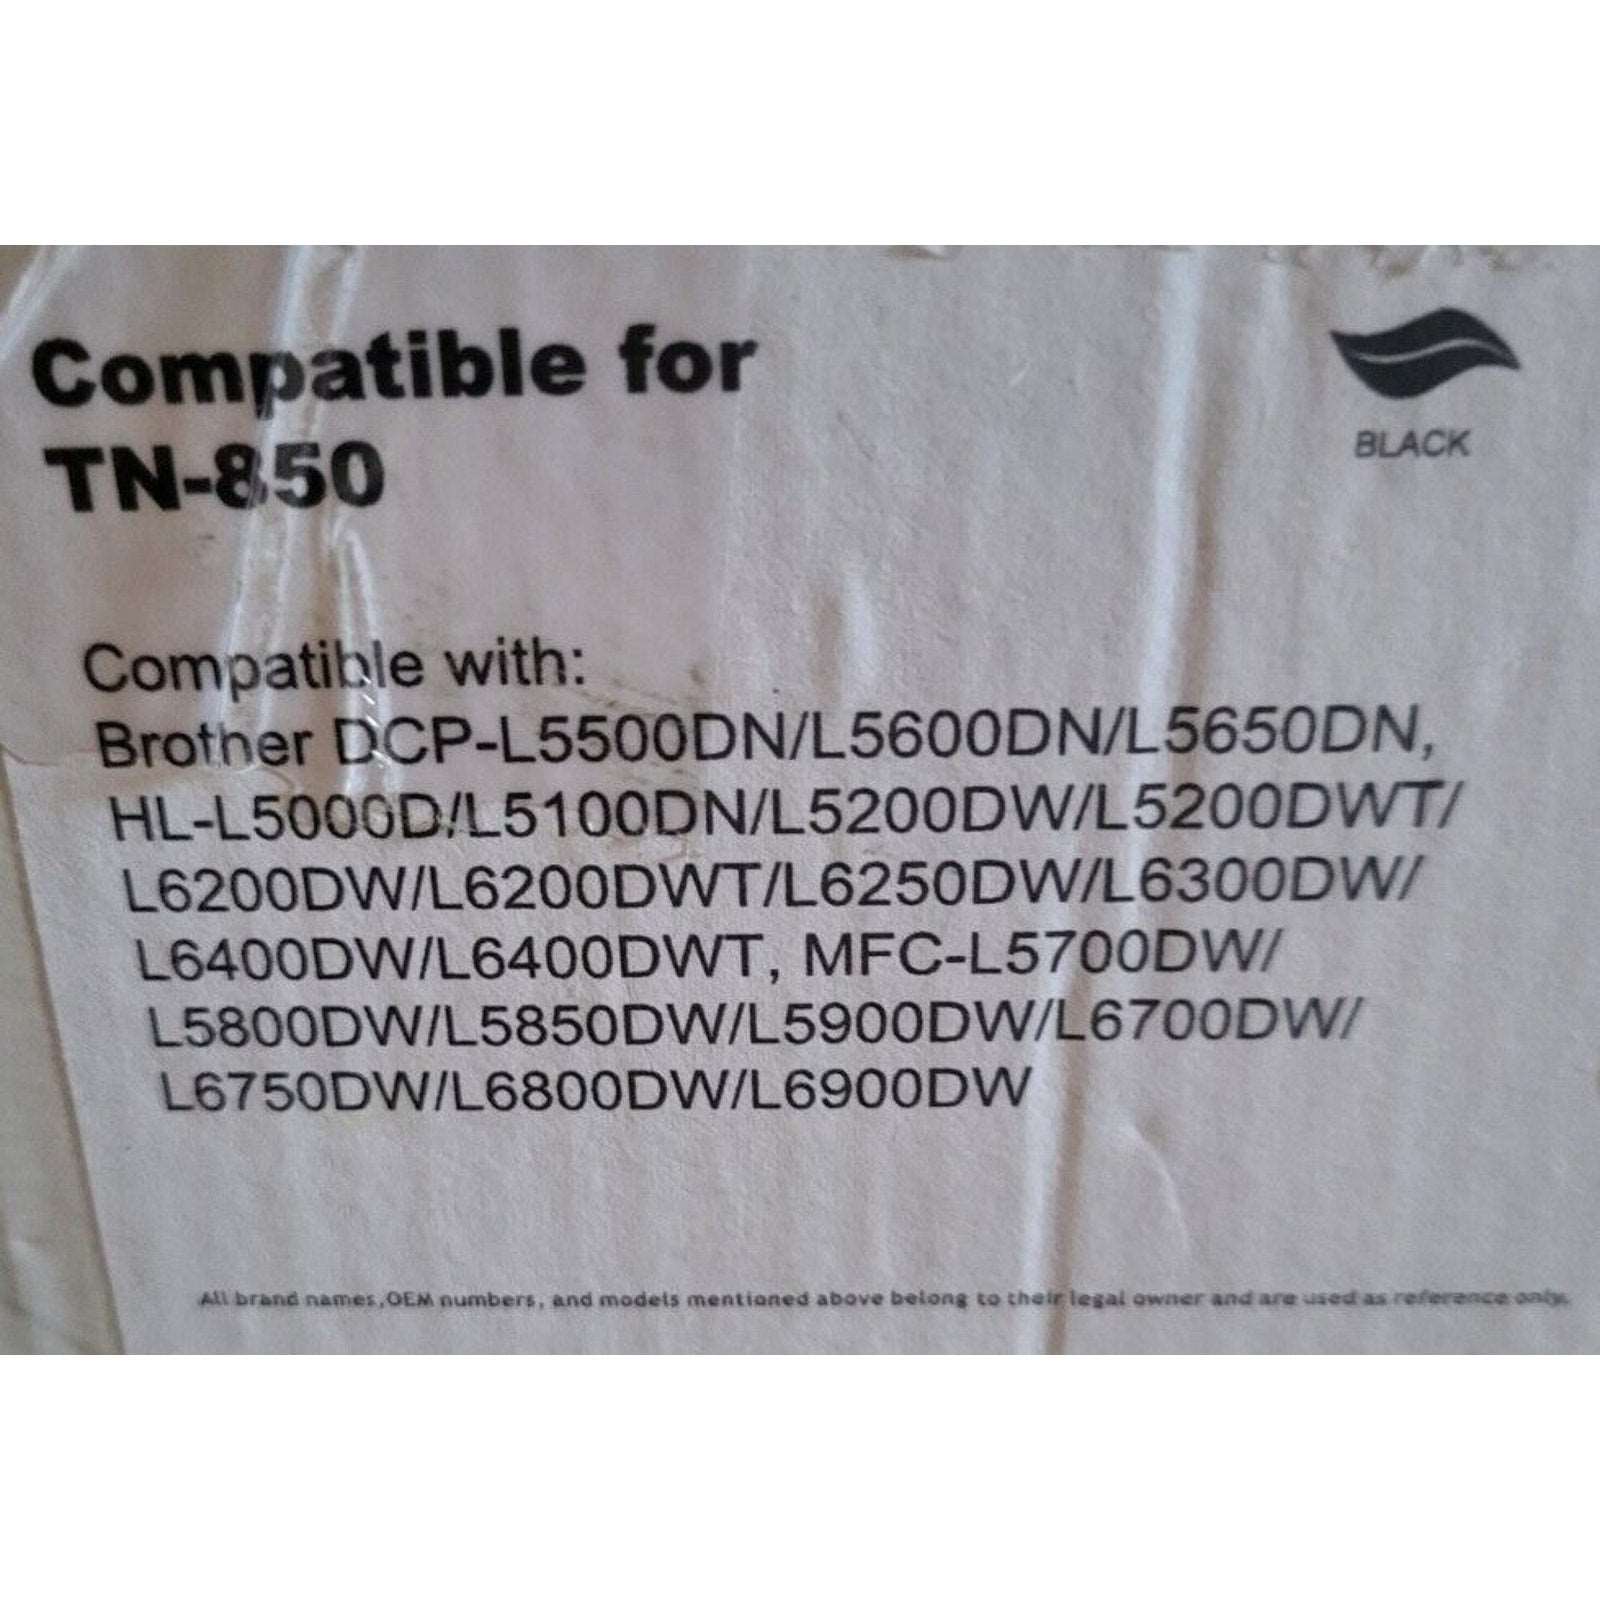 Compatible for
TN-850
BLACK
Compatible with:
Brother DCP-L5500DN/L5600DN/L5650DN,
HL-L5000D/L5100DN/L5200DW/L5200DWT/
L6200DW/L6200DWT/L6250DW/L6300DW/
L6400DW/L6400DWT, MFC-L5700DW/
L5800DW/L5850DW/L5900DW/L6700DW/
L6750DW/L6800DW/L6900DW
All brand names,OEM numbers, and models mentioned above belong to their legal owner and are used as reference only.